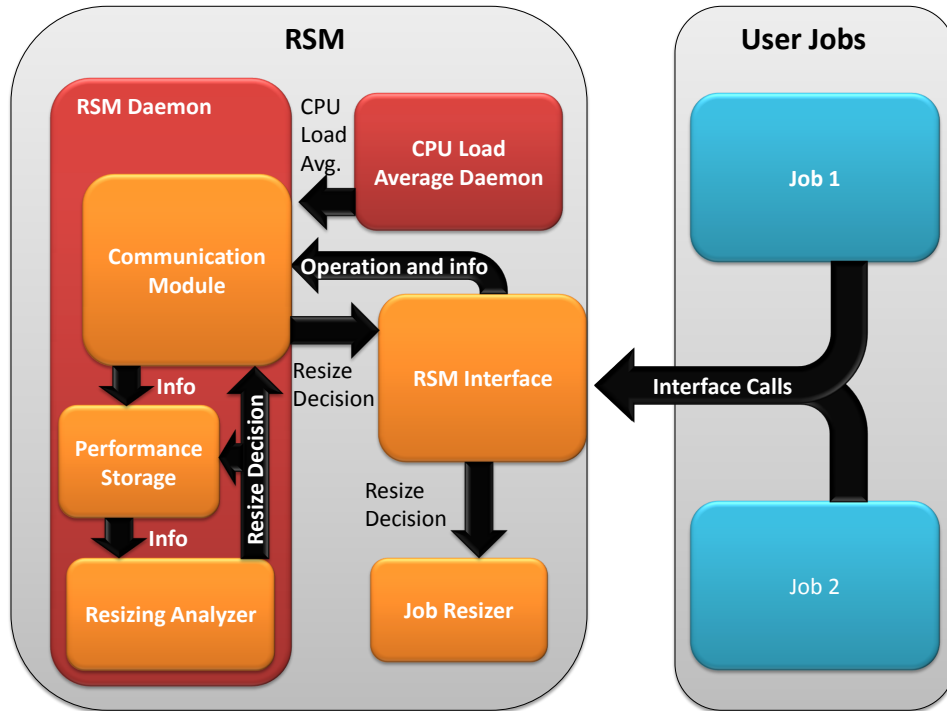 RSM
User Jobs
RSM Daemon
CPU
Load
Avg.
CPU Load
Average Daemon
Job 1
Communication
Module
Operation and info
Resize
Decision
RSM Interface
Interface Calls
Info
Resize Decision
Performance
Storage
Resize
Decision
Info
Resizing Analyzer
Job Resizer
Job 2